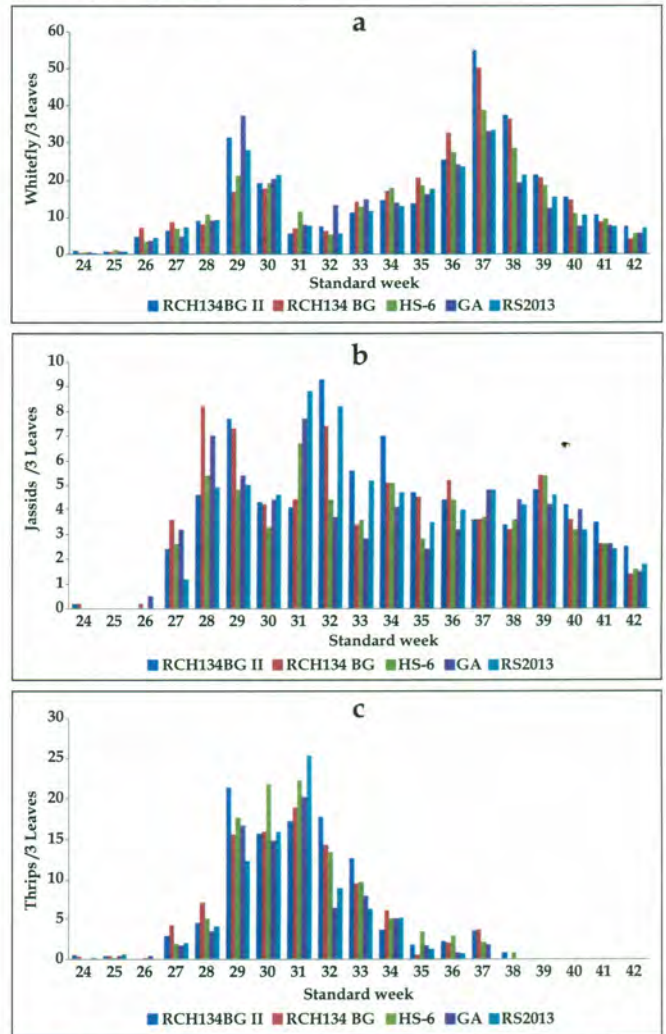 a
60
50
40
30
20
10
0
Whitefly /3 leaves
24 25 26 27 28 29 30 31 32 33 34 35 36 37 38 39 40 41 42
Standard week
RCH134BG II RCH134 BG HS-6 GA RS2013
b
10
9
8
7
6
5
4
3
2
1
0
Jassids /3 Leaves
24 25 26 27 28 29 30 31 32 33 34 35 36 37 38 39 40 41 42
Standard week
RCH134BG II RCH134 BG HS-6 GA RS2013
c
30
25
20
15
10
5
0
Thrips /3 Leaves
24 25 26 27 28 29 30 31 32 33 34 35 36 37 38 39 40 41 42
Standard week
RCH134BG II RCH134 BG HS-6 GA RS2013